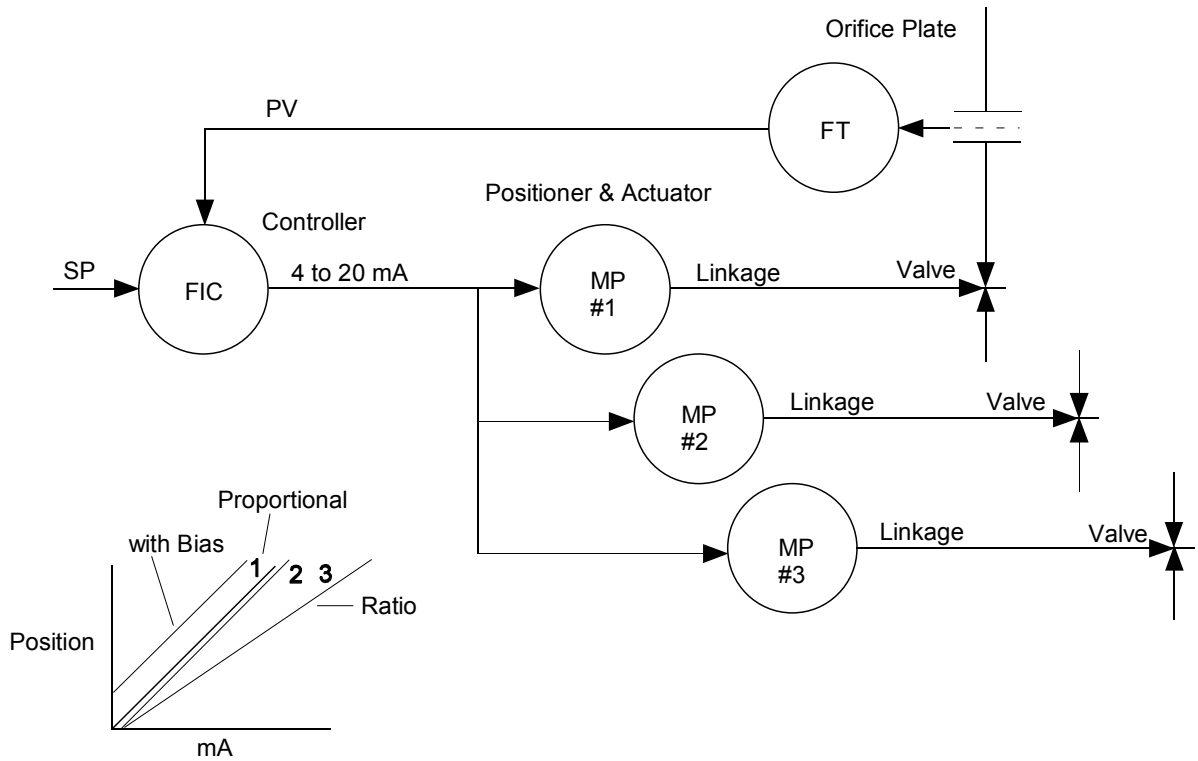 Orifice Plate
PV
FT
Positioner & Actuator
Controller
SP
FIC
4 to 20 mA
MP
#1
Linkage
Valve
MP
#2
Linkage
Valve
Proportional
with Bias
1
2
3
MP
#3
Linkage
Valve
Ratio
Position
mA